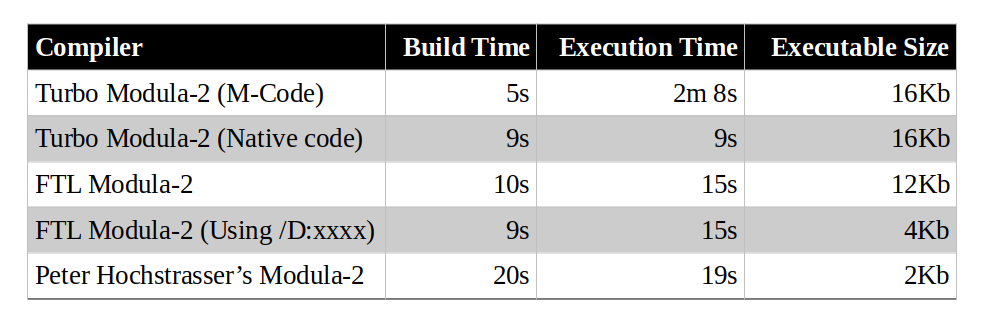 Compiler Build Time Execution Time Executable Size
Turbo Modula-2 (M-Code) 5s 2m 8s 16Kb
Turbo Modula-2 (Native code) 9s 9s 16Kb
FTL Modula-2 10s 15s 12Kb
FTL Modula-2 (Using /D:xxxx) 9s 15s 4Kb
Peter Hochstrasser’s Modula-2 20s 19s 2Kb